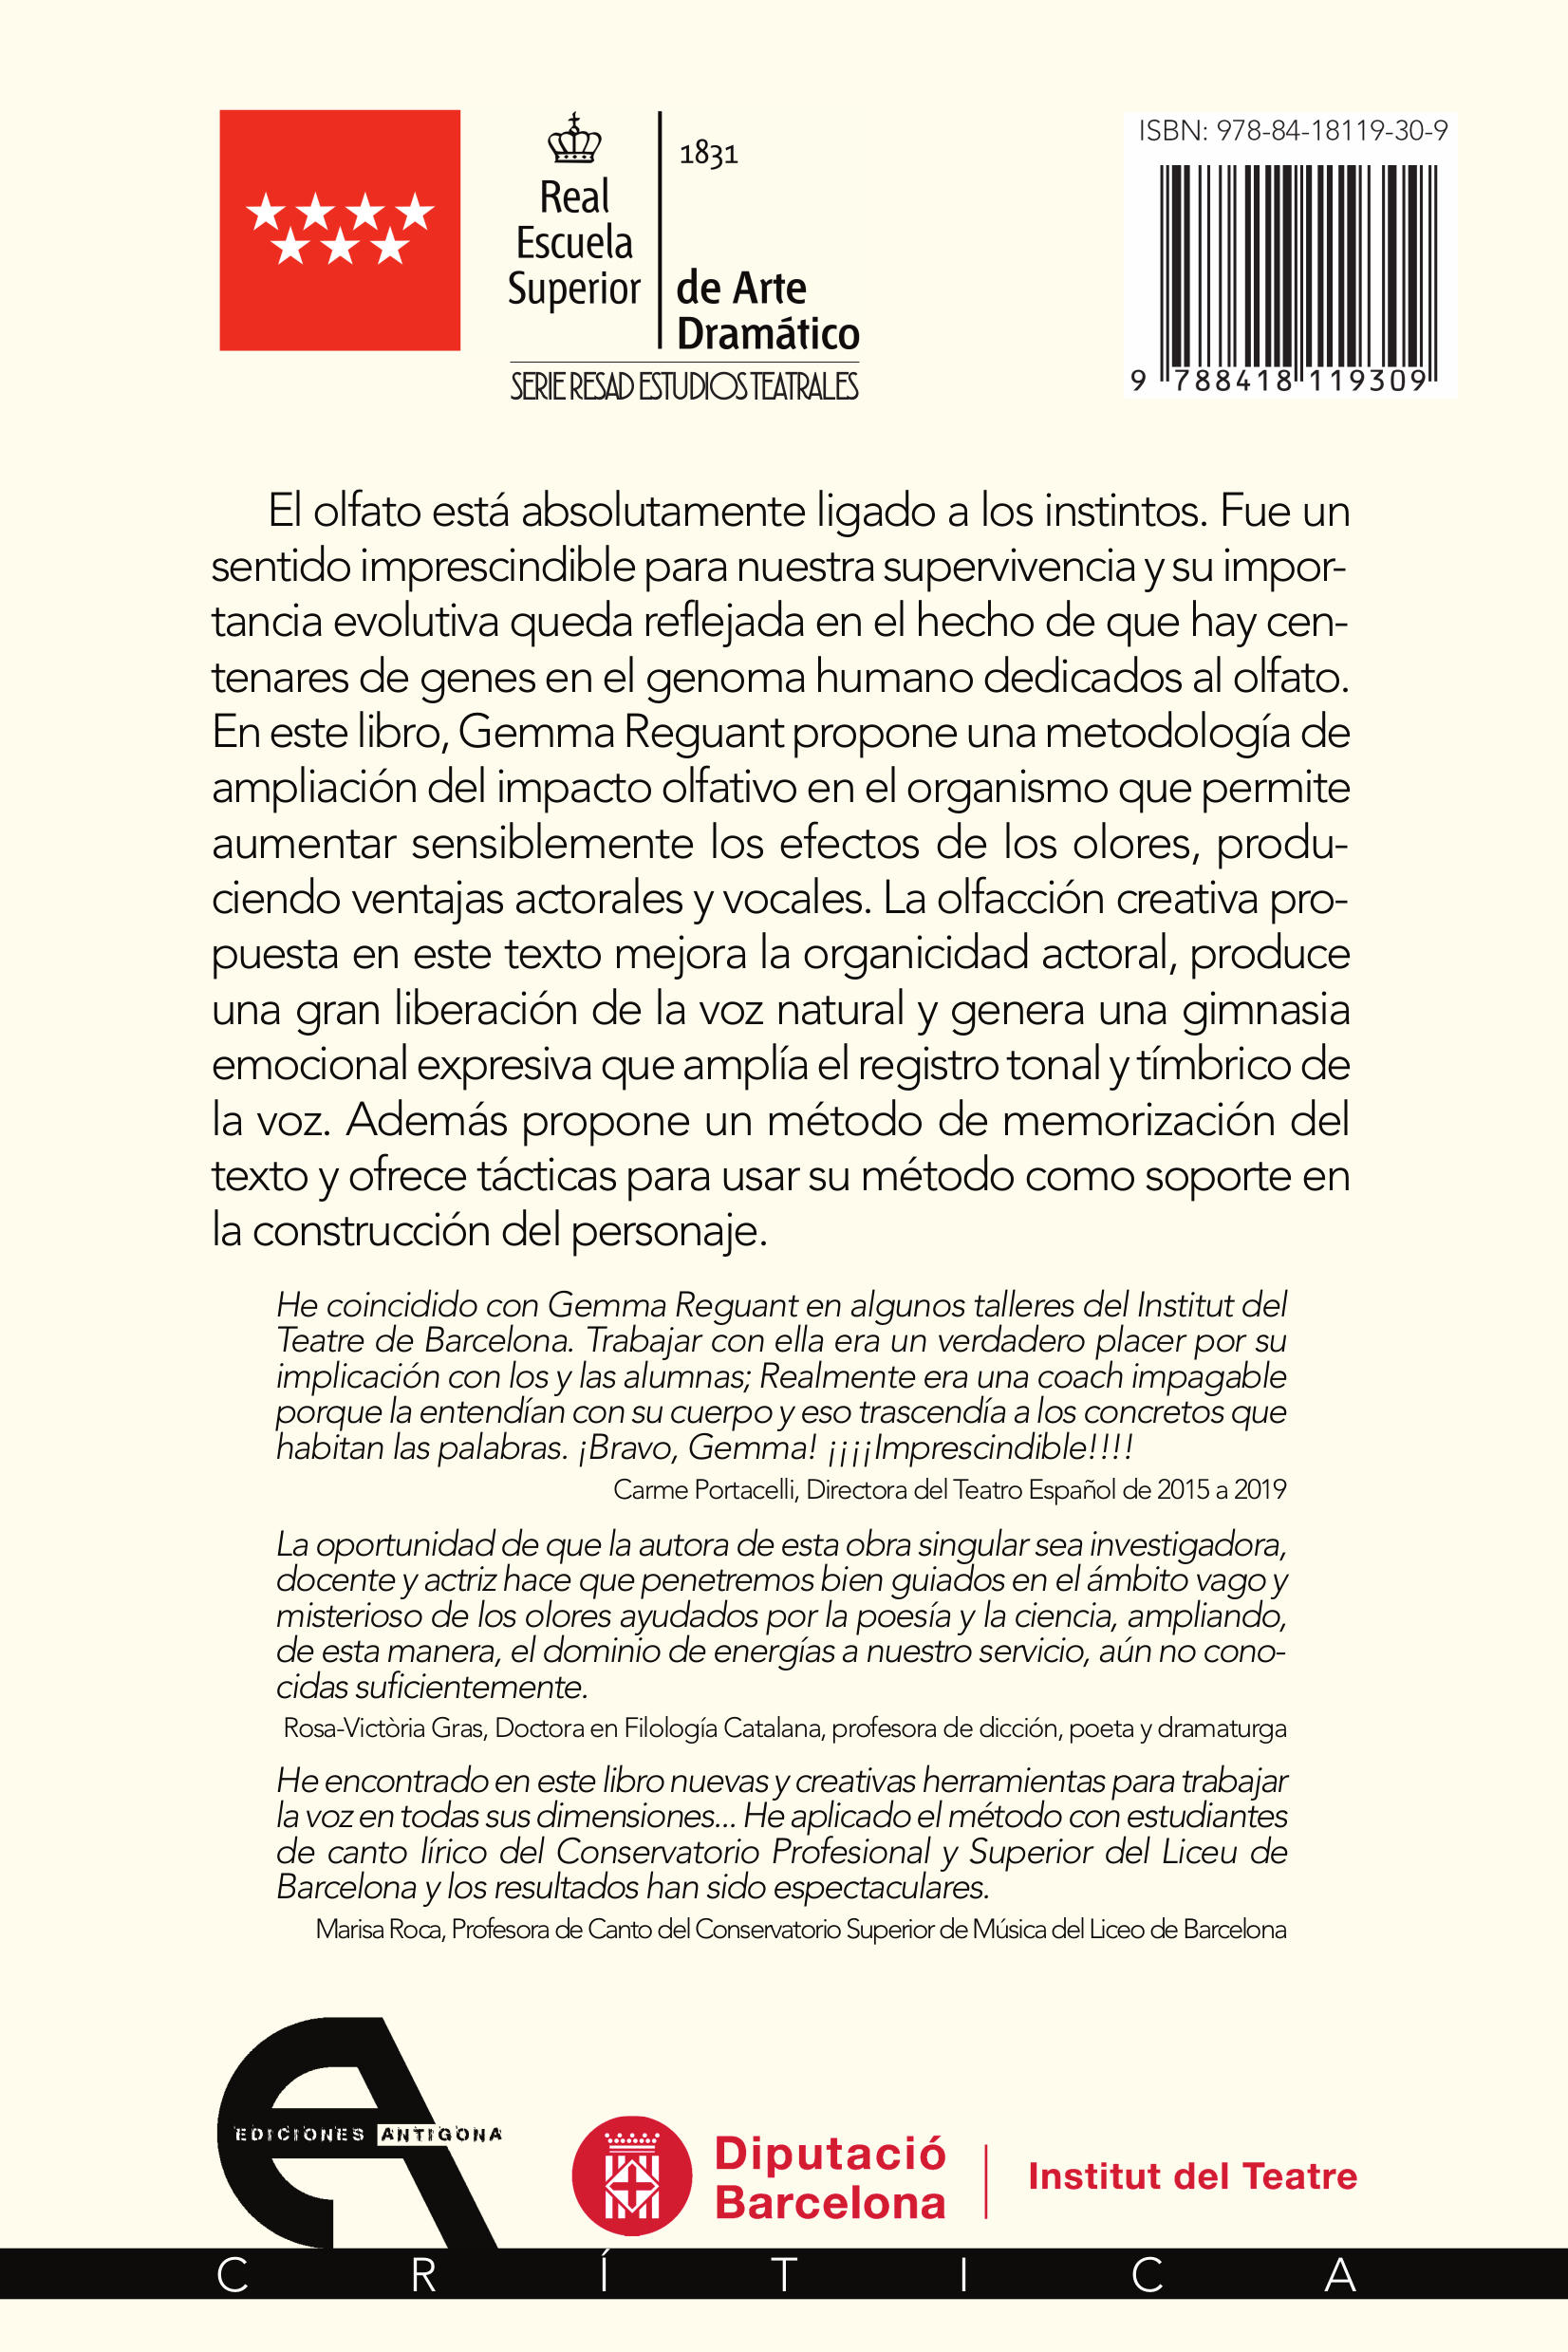 1831
Real
Escuela
Superior
de Arte
Dramático
SERIE RESAD ESTUDIOS TEATRALES
ISBN: 978-84-18119-30-9
9 788418 119309
El olfato está absolutamente ligado a los instintos. Fue un
sentido imprescindible para nuestra supervivencia y su impor-
tancia evolutiva queda reflejada en el hecho de que hay cen-
tenares de genes en el genoma humano dedicados al olfato.
En este libro, Gemma Reguant propone una metodología de
ampliación del impacto olfativo en el organismo que permite
aumentar sensiblemente los efectos de los olores, produ-
ciendo ventajas actorales y vocales. La olfacción creativa pro-
puesta en este texto mejora la organicidad actoral, produce
una gran liberación de la voz natural y genera una gimnasia
emocional expresiva que amplía el registro tonal y tímbrico de
la voz. Además propone un método de memorización del
texto y ofrece tácticas para usar su método como soporte en
la construcción del personaje.
He coincidido con Gemma Reguant en algunos talleres del Institut del
Teatre de Barcelona. Trabajar con ella era un verdadero placer por su
implicación con los y las alumnas; Realmente era una coach impagable
porque la entendían con su cuerpo y eso trascendía a los concretos que
habitan las palabras. ¡Bravo, Gemma! ¡¡¡¡Imprescindible!!!!
Carme Portacelli, Directora del Teatro Español de 2015 a 2019
La oportunidad de que la autora de esta obra singular sea investigadora,
docente y actriz hace que penetremos bien guiados en el ámbito vago y
misterioso de los olores ayudados por la poesía y la ciencia, ampliando,
de esta manera, el dominio de energías a nuestro servicio, aún no cono-
cidas suficientemente.
Rosa-Victòria Gras, Doctora en Filología Catalana, profesora de dicción, poeta y dramaturga
He encontrado en este libro nuevas y creativas herramientas para trabajar
la voz en todas sus dimensiones... He aplicado el método con estudiantes
de canto lírico del Conservatorio Profesional y Superior del Liceu de
Barcelona y los resultados han sido espectaculares.
Marisa Roca, Profesora de Canto del Conservatorio Superior de Música del Liceo de Barcelona
EDICIONES ANTIGONA
Diputació
Barcelona
Institut del Teatre
CRÍTICA